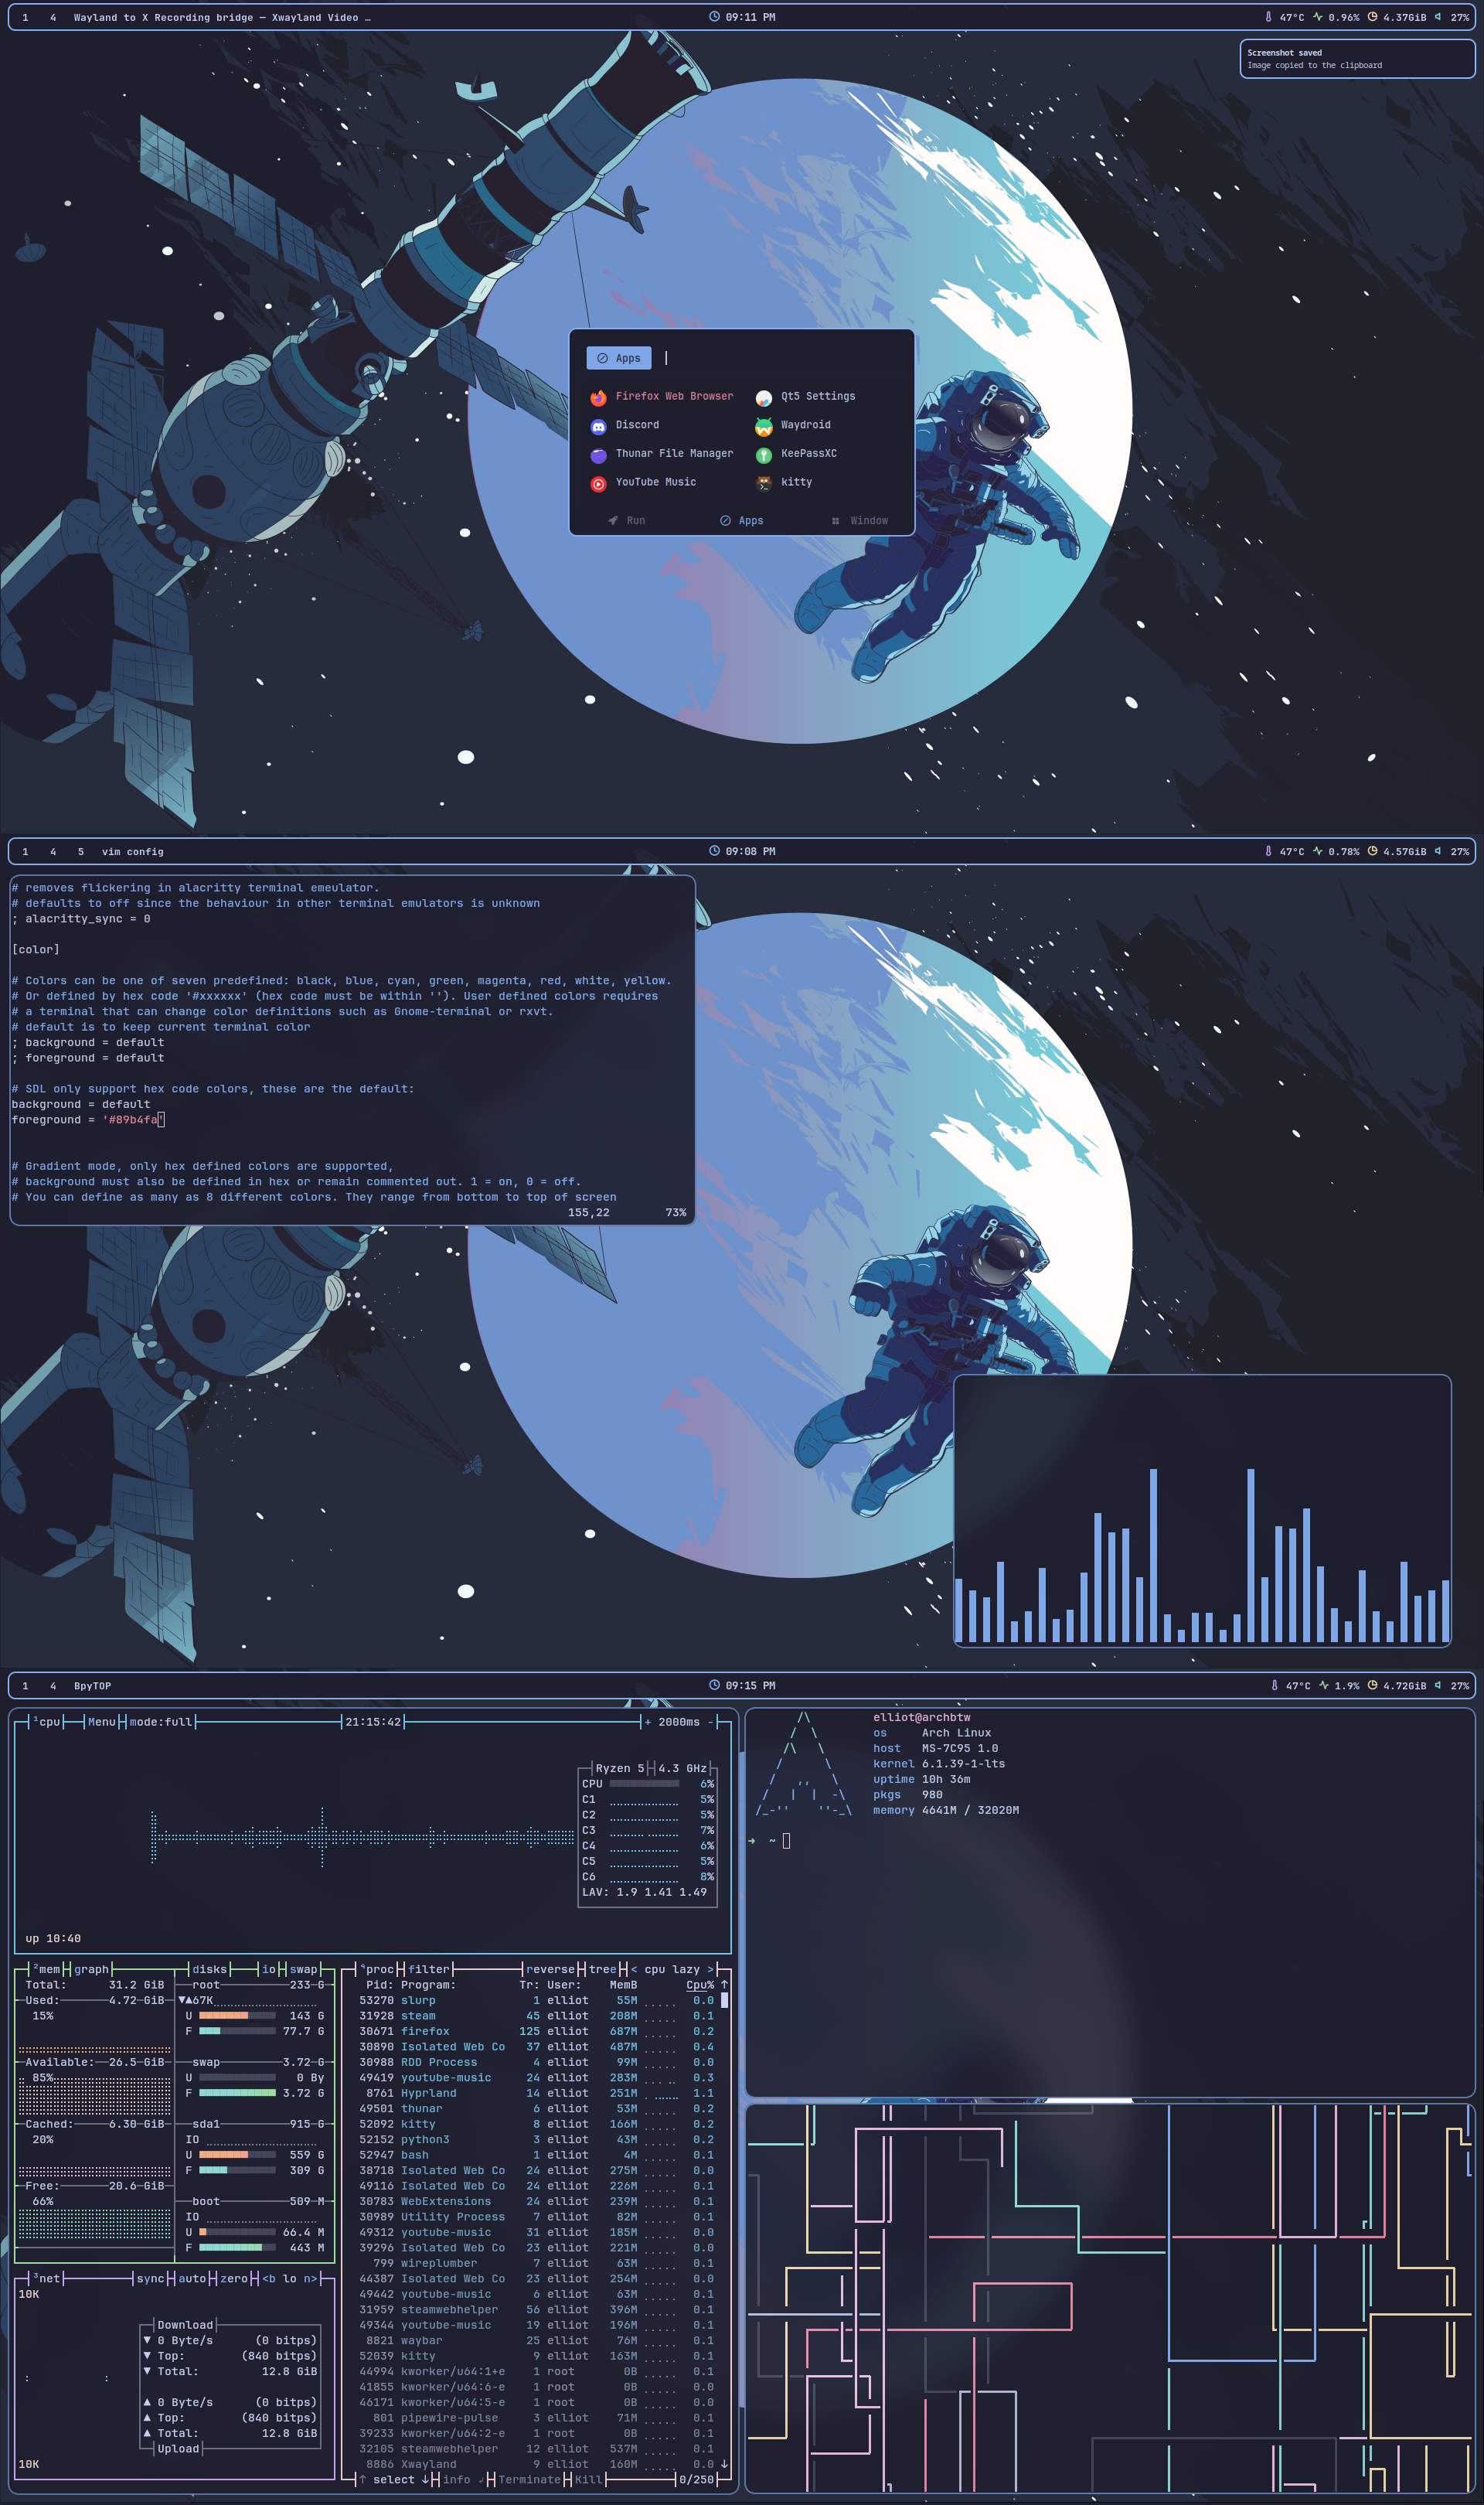 1 4 Wayland to X Recording bridge — Xwayland Video …
09:11 PM
47°C 0.96% 4.37GiB 27%
Screenshot saved
Image copied to the clipboard
Apps
Firefox Web Browser
Qt5 Settings
Discord
Waydroid
Thunar File Manager
KeePassXC
YouTube Music
kitty
Run Apps Window
1 4 5 vim config
09:08 PM
47°C 0.78% 4.57GiB 27%
# removes flickering in alacritty terminal emeulator.
# defaults to off since the behaviour in other terminal emulators is unknown
; alacritty_sync = 0
[color]
# Colors can be one of seven predefined: black, blue, cyan, green, magenta, red, white, yellow.
# Or defined by hex code '#xxxxxx' (hex code must be within ''). User defined colors requires
# a terminal that can change color definitions such as Gnome-terminal or rxvt.
# default is to keep current terminal color
; background = default
; foreground = default
# SDL only support hex code colors, these are the default:
background = default
foreground = '#89b4fa'
# Gradient mode, only hex defined colors are supported,
# background must also be defined in hex or remain commented out. 1 = on, 0 = off.
# You can define as many as 8 different colors. They range from bottom to top of screen
155,22 73%
1 4 BpyTOP
09:15 PM
47°C 1.9% 4.72GiB 27%
¹cpu Menu mode:full 21:15:42 + 2000ms -
Ryzen 5 4.3 GHz
CPU 6%
C1 5%
C2 5%
C3 7%
C4 6%
C5 5%
C6 8%
LAV: 1.9 1.41 1.49
up 10:40
²mem graph disks io swap
Total: 31.2 GiB
Used: 4.72 GiB
15%
Available: 26.5 GiB
85%
Cached: 6.30 GiB
20%
Free: 20.6 GiB
66%
root 233 G
▼▲67K
U 143 G
F 77.7 G
swap 3.72 G
U 0 By
F 3.72 G
sda1 915 G
IO
U 559 G
F 309 G
boot 509 M
IO
U 66.4 M
F 443 M
³net sync auto zero <b lo n>
10K
Download
▼ 0 Byte/s (0 bitps)
▼ Top: (840 bitps)
▼ Total: 12.8 GiB
: :
▲ 0 Byte/s (0 bitps)
▲ Top: (840 bitps)
▲ Total: 12.8 GiB
Upload
10K
⁴proc filter reverse tree < cpu lazy >
Pid: Program: Tr: User: MemB Cpu% ↑
53270 slurp 1 elliot 55M 0.0
31928 steam 45 elliot 208M 0.1
30671 firefox 125 elliot 687M 0.2
30890 Isolated Web Co 37 elliot 487M 0.4
30988 RDD Process 4 elliot 99M 0.0
49419 youtube-music 24 elliot 283M 0.3
8761 Hyprland 14 elliot 251M 1.1
49501 thunar 6 elliot 53M 0.2
52092 kitty 8 elliot 166M 0.2
52152 python3 3 elliot 43M 0.2
52947 bash 1 elliot 4M 0.1
38718 Isolated Web Co 24 elliot 275M 0.0
49116 Isolated Web Co 24 elliot 226M 0.1
30783 WebExtensions 24 elliot 239M 0.1
30989 Utility Process 7 elliot 82M 0.1
49312 youtube-music 31 elliot 185M 0.0
39296 Isolated Web Co 23 elliot 221M 0.0
799 wireplumber 7 elliot 63M 0.1
44387 Isolated Web Co 23 elliot 254M 0.0
49442 youtube-music 6 elliot 63M 0.1
31959 steamwebhelper 56 elliot 396M 0.1
49344 youtube-music 19 elliot 196M 0.1
8821 waybar 25 elliot 76M 0.1
52039 kitty 9 elliot 163M 0.1
44994 kworker/u64:1+e 1 root 0B 0.1
41855 kworker/u64:6-e 1 root 0B 0.0
46171 kworker/u64:5-e 1 root 0B 0.0
801 pipewire-pulse 3 elliot 71M 0.1
39233 kworker/u64:2-e 1 root 0B 0.1
32105 steamwebhelper 12 elliot 537M 0.1
8886 Xwayland 9 elliot 160M 0.0 ↓
↑ select ↓ info ↲ Terminate Kill 0/250
elliot@archbtw
os Arch Linux
host MS-7C95 1.0
kernel 6.1.39-1-lts
uptime 10h 36m
pkgs 980
memory 4641M / 32020M
➜ ~